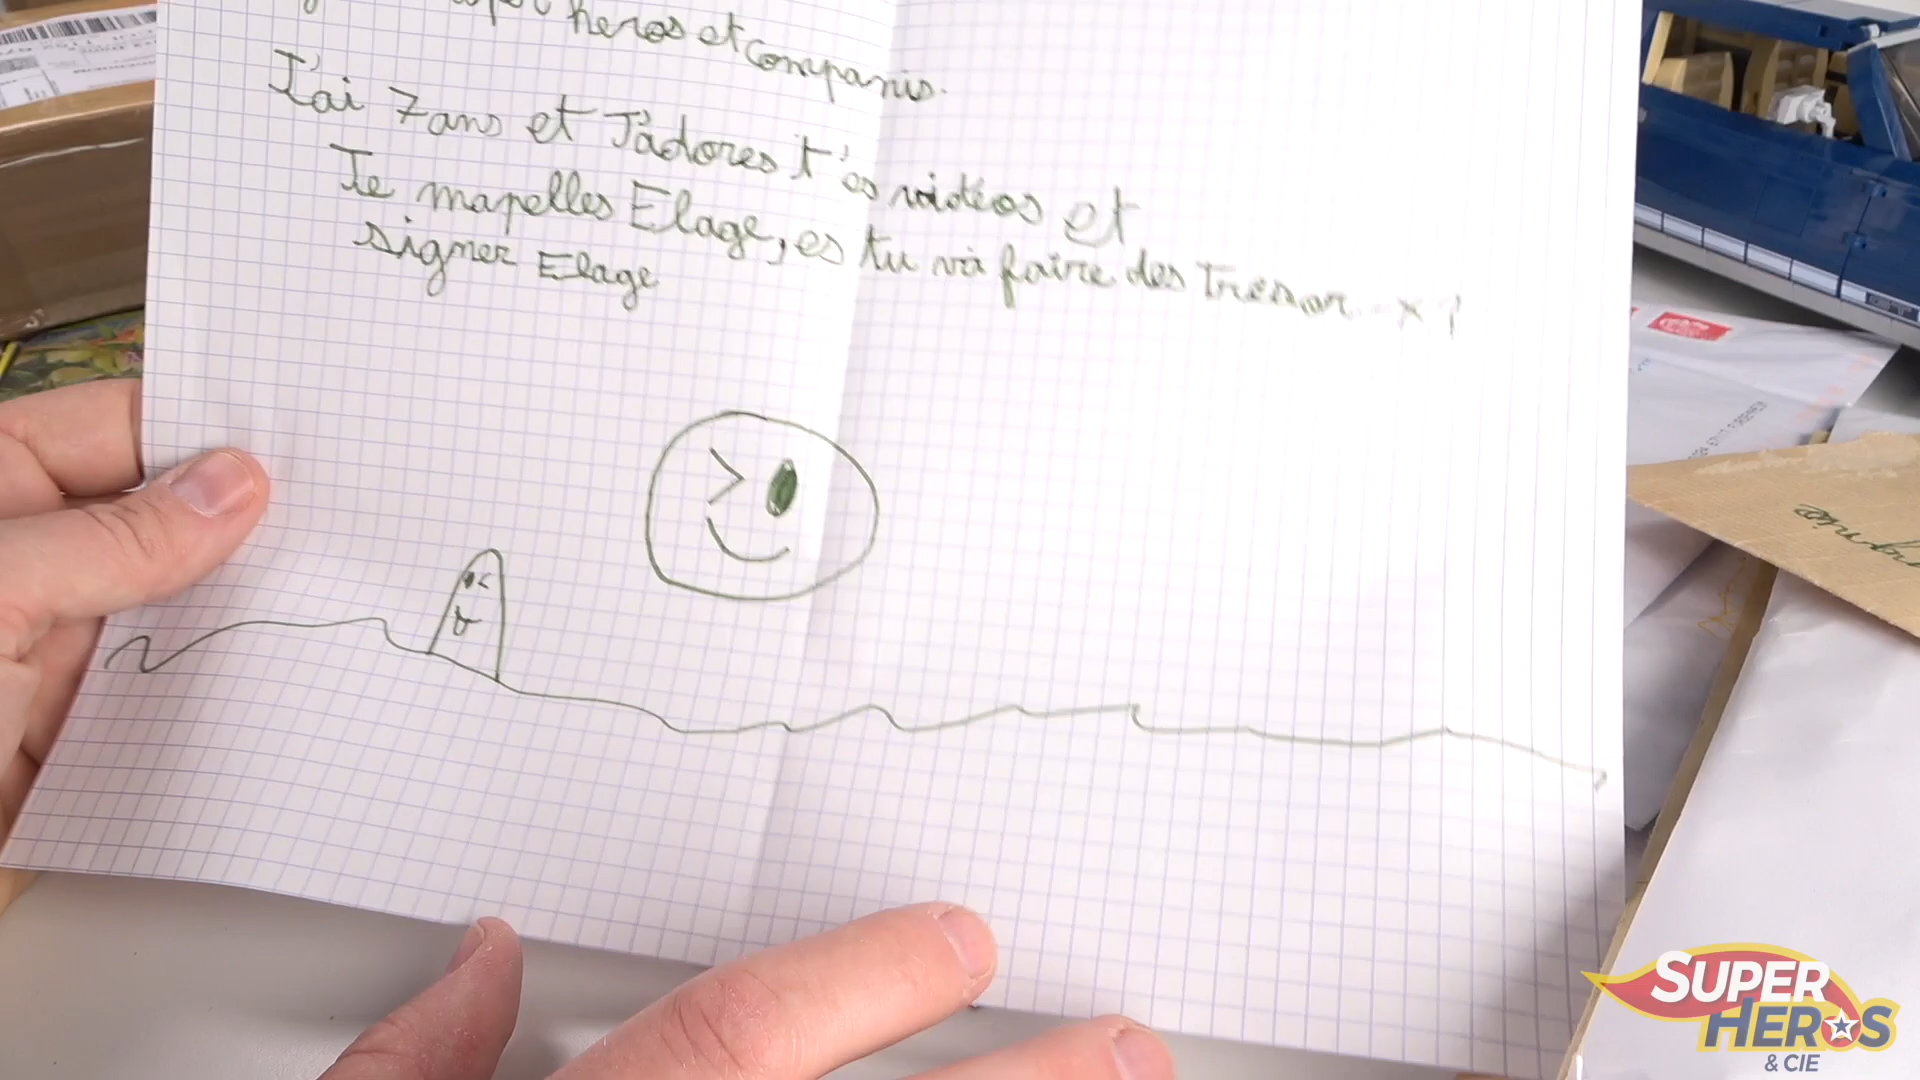 heros et companis.
J'ai 7 ans et J'adores t'es vidéos et
Je mapelles Elage, es tu va faire des Tresor x ?
signer Elage
SUPER
HEROS
& CIE